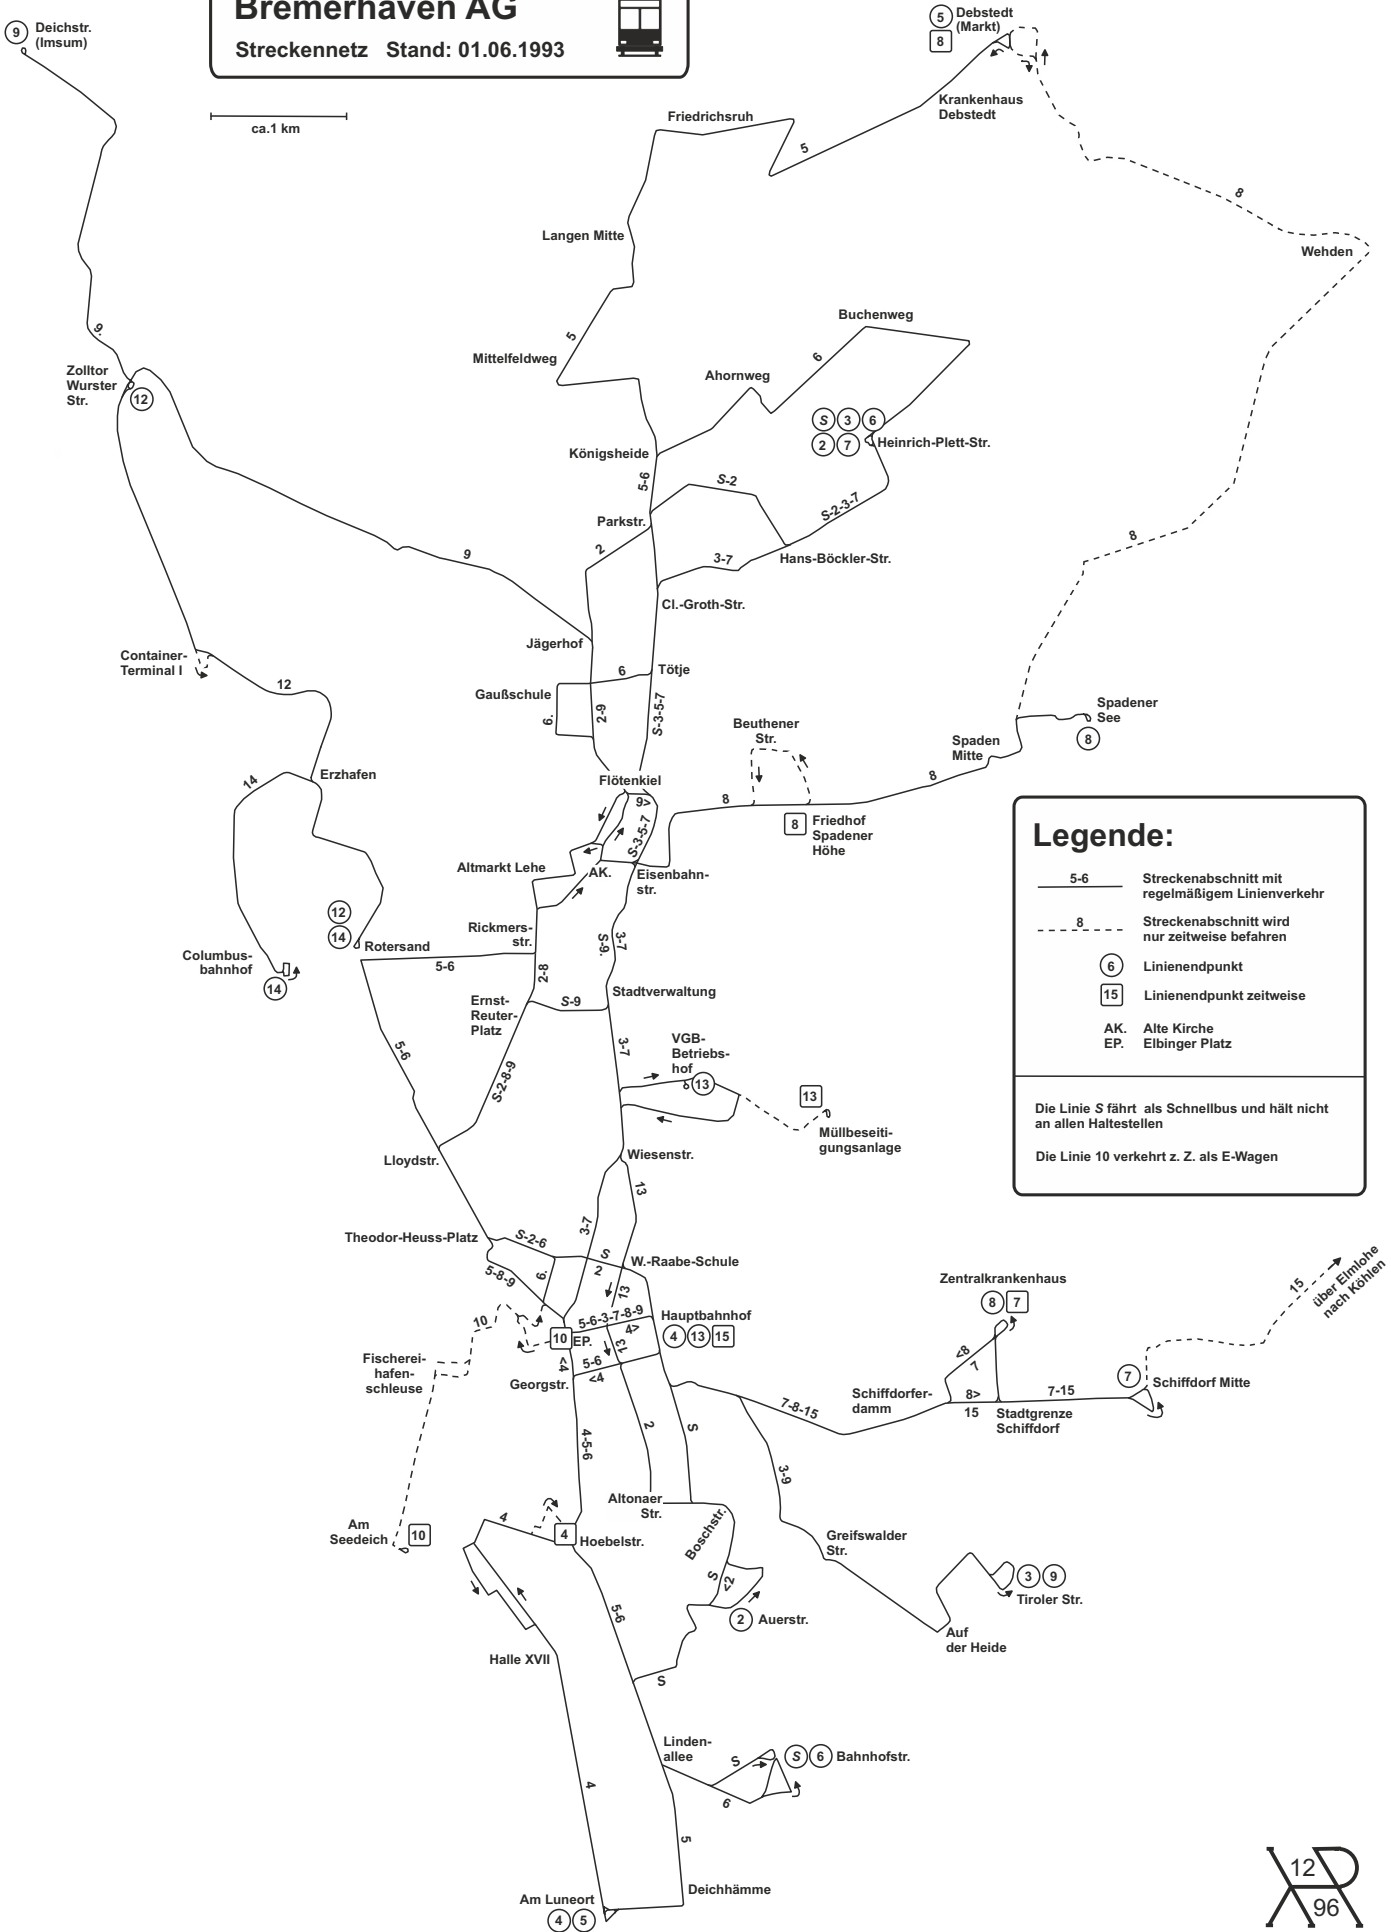 Bremerhaven AG
Streckennetz Stand: 01.06.1993
ca.1 km
9
Deichstr.
(Imsum)
5
8
Debstedt
(Markt)
Krankenhaus
Debstedt
Friedrichsruh
5
8
Wehden
Langen Mitte
5
Mittelfeldweg
9.
Zolltor
Wurster
Str.
12
Buchenweg
6
Ahornweg
S
3
6
2
7
Heinrich-Plett-Str.
Königsheide
5-6
S-2
S-2-3-7
Parkstr.
2
3-7
Hans-Böckler-Str.
8
9
Cl.-Groth-Str.
Jägerhof
Container-
Terminal I
12
6
Tötje
Gaußschule
6.
2-9
S-3-5-7
Beuthener
Str.
Spadener
See
8
Spaden
Mitte
8
14
Erzhafen
Flötenkiel
9>
8
8
Friedhof
Spadener
Höhe
S-3-5-7
Altmarkt Lehe
AK.
Eisenbahn-
str.
12
14
Rotersand
Rickmers-
str.
S-9.
3-7
Columbus-
bahnhof
14
5-6
2-8
Ernst-
Reuter-
Platz
S-9
Stadtverwaltung
5-6
S-2-8-9
3-7
VGB-
Betriebs-
hof
13
13
Müllbeseiti-
gungsanlage
Lloydstr.
Wiesenstr.
13
3-7
Theodor-Heuss-Platz
S-2-6
S
2
W.-Raabe-Schule
5-8-9
6.
13
10
5-6-3-7-8-9
4>
Hauptbahnhof
4
13
15
10
EP.
13
Fischerei-
hafen-
schleuse
<4
5-6
<4
Georgstr.
Zentralkrankenhaus
8
7
<8
7
7-8-15
Schiffdorfer-
damm
8>
15
Stadtgrenze
Schiffdorf
7-15
7
Schiffdorf Mitte
15
über Elmlohe
nach Köhlen
4-5-6
2
S
3-9
Altonaer
Str.
Boschstr.
4
4
Hoebelstr.
Am
Seedeich
10
Greifswalder
Str.
S
<2
2
Auerstr.
3
9
Tiroler Str.
Auf
der Heide
5-6
Halle XVII
S
Linden-
allee
S
S
6
Bahnhofstr.
6
4
5
Deichhämme
Am Luneort
4
5
Legende:
5-6
Streckenabschnitt mit
regelmäßigem Linienverkehr
8
Streckenabschnitt wird
nur zeitweise befahren
6
Linienendpunkt
15
Linienendpunkt zeitweise
AK. Alte Kirche
EP. Elbinger Platz
Die Linie S fährt als Schnellbus und hält nicht
an allen Haltestellen
Die Linie 10 verkehrt z. Z. als E-Wagen
12
96